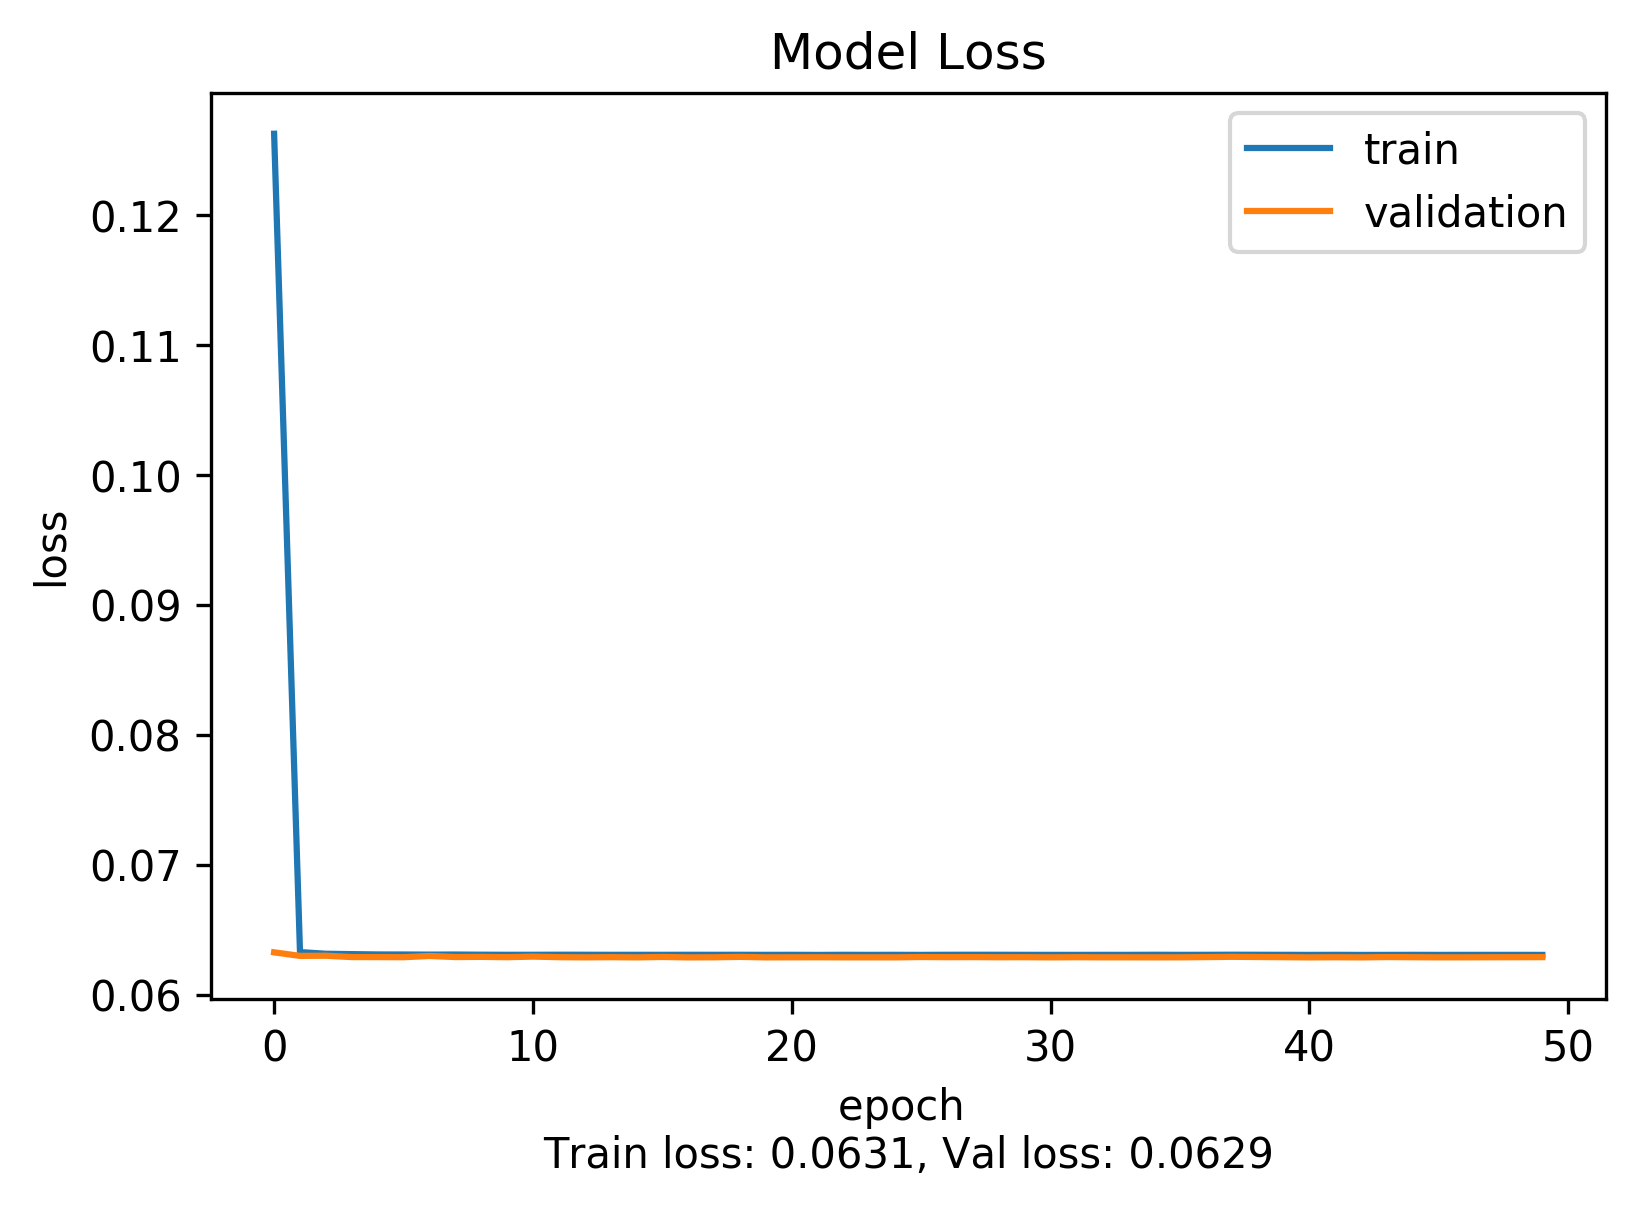 Model Loss
train
validation
0.12
0.11
0.10
0.09
0.08
0.07
0.06
loss
0 10 20 30 40 50
epoch
Train loss: 0.0631, Val loss: 0.0629